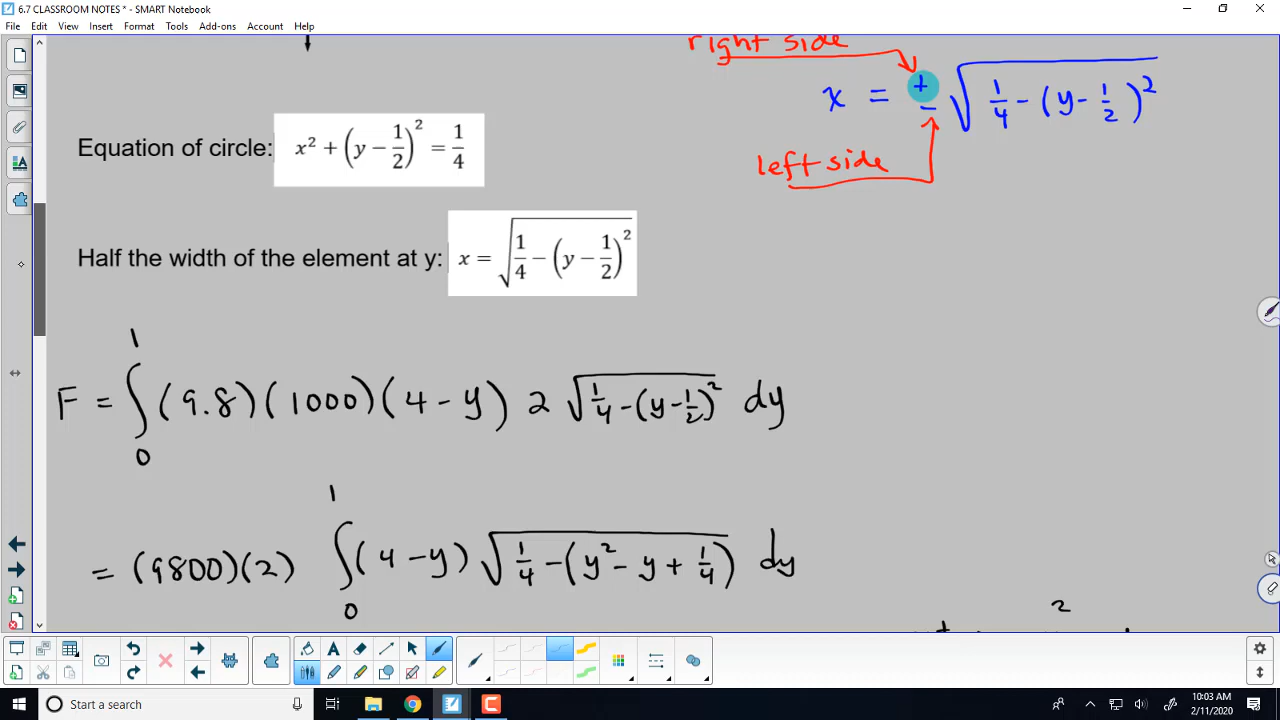 6.7 CLASSROOM NOTES * - SMART Notebook
File Edit View Insert Format Tools Add-ons Account Help
right side
x = ± √(1/4 - (y - 1/2)²)
Equation of circle: x² + (y − 1/2)² = 1/4
left side
Half the width of the element at y: x = √(1/4 − (y − 1/2)²)
F = ∫₀¹ (9.8)(1000)(4 - y) 2 √(1/4 - (y - 1/2)²) dy
= (9800)(2) ∫₀¹ (4 - y) √(1/4 - (y² - y + 1/4)) dy
2
Start a search
10:03 AM
2/11/2020